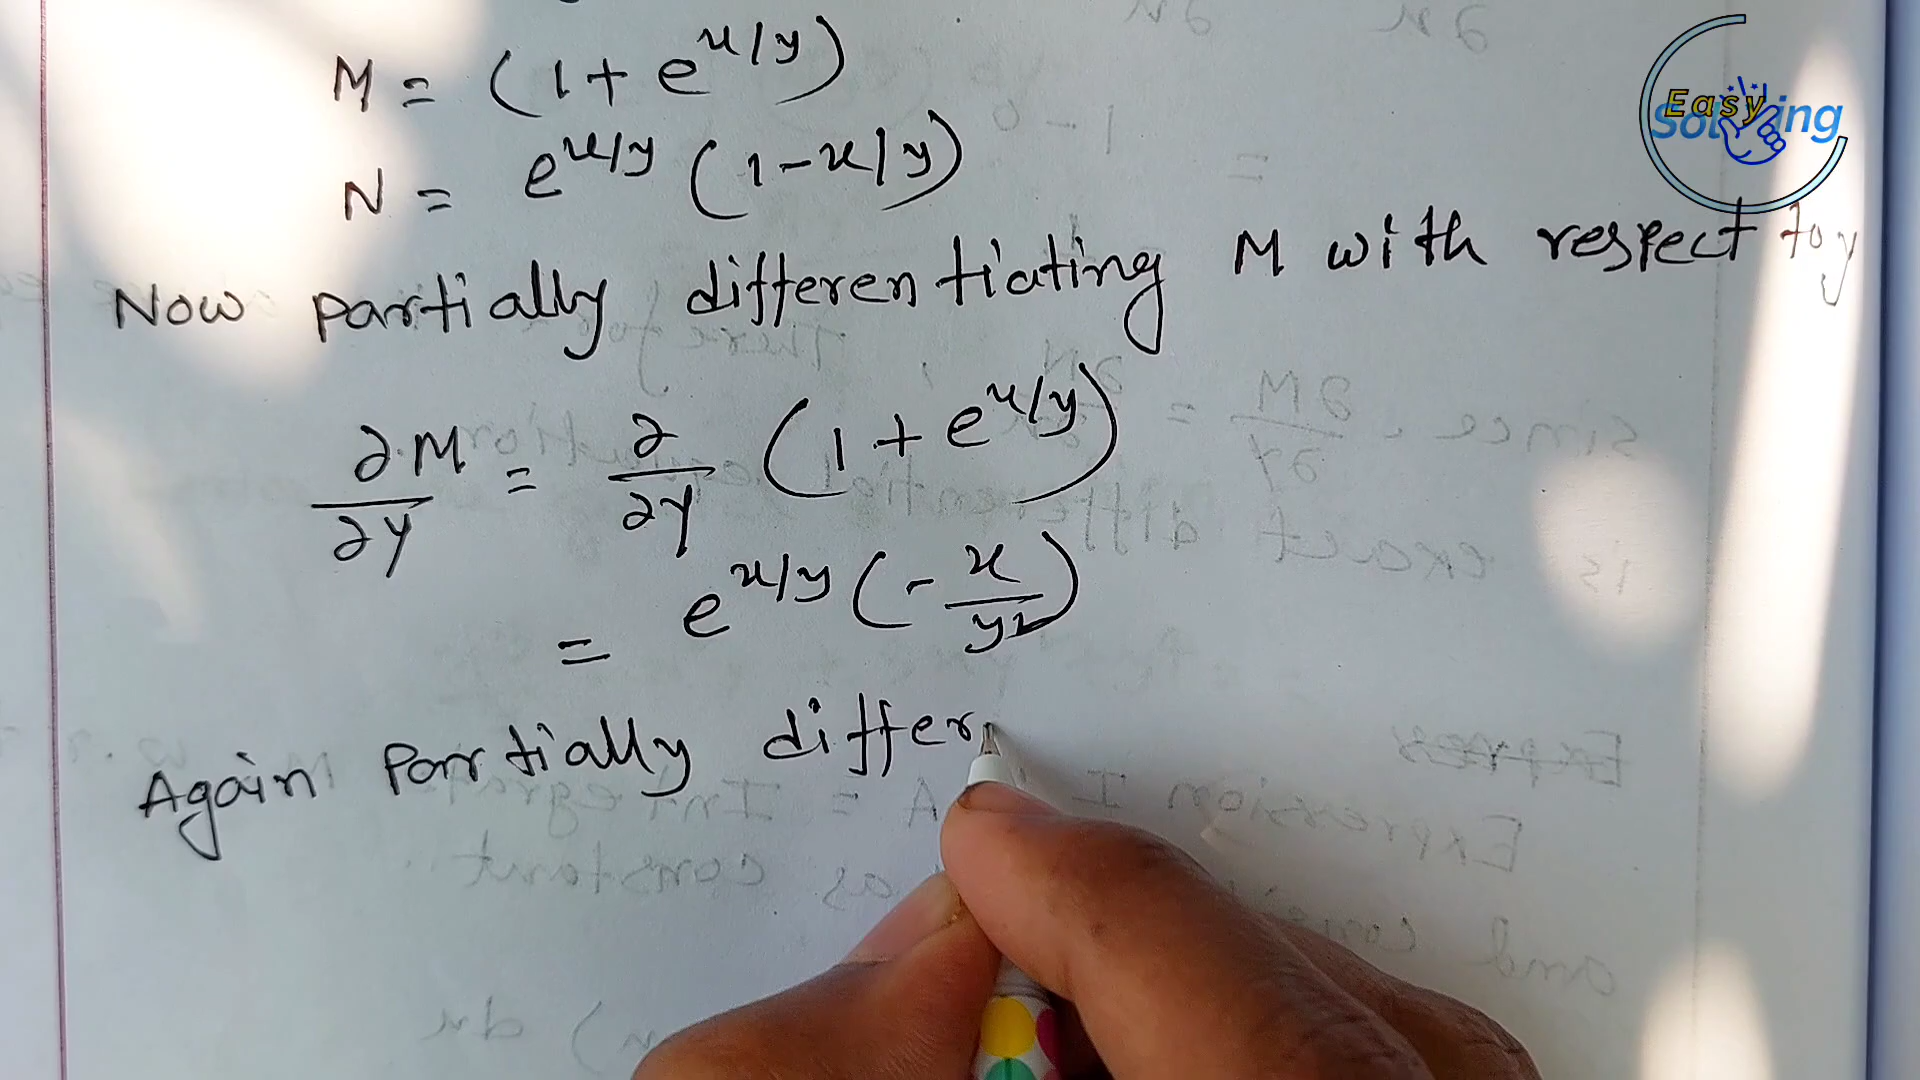 M = (1 + e^x/y)
N = e^x/y (1 - x/y)
Now partially differentiating M with respect to y
∂M/∂y = ∂/∂y (1 + e^x/y)
= e^x/y (- x/y²)
Again Partially differ
Easy Solving